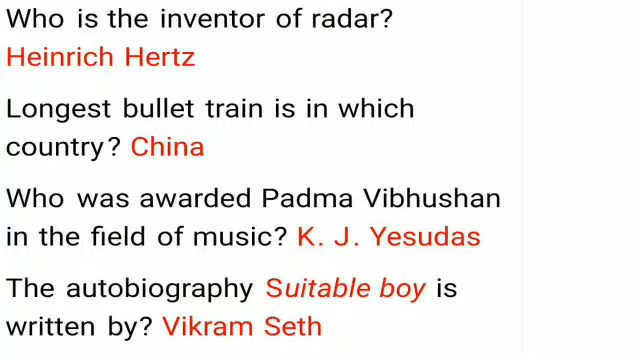 Who is the inventor of radar?
Heinrich Hertz
Longest bullet train is in which
country? China
Who was awarded Padma Vibhushan
in the field of music? K. J. Yesudas
The autobiography Suitable boy is
written by? Vikram Seth